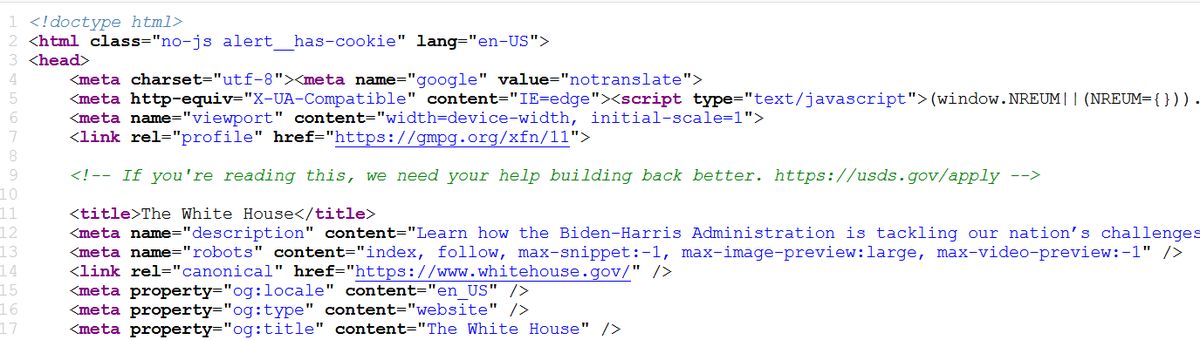 1 <!doctype html>
2 <html class="no-js alert__has-cookie" lang="en-US">
3 <head>
4 <meta charset="utf-8"><meta name="google" value="notranslate">
5 <meta http-equiv="X-UA-Compatible" content="IE=edge"><script type="text/javascript">(window.NREUM||(NREUM={})).
6 <meta name="viewport" content="width=device-width, initial-scale=1">
7 <link rel="profile" href="https://gmpg.org/xfn/11">
8
9 <!-- If you're reading this, we need your help building back better. https://usds.gov/apply -->
10
11 <title>The White House</title>
12 <meta name="description" content="Learn how the Biden-Harris Administration is tackling our nation’s challenges
13 <meta name="robots" content="index, follow, max-snippet:-1, max-image-preview:large, max-video-preview:-1" />
14 <link rel="canonical" href="https://www.whitehouse.gov/" />
15 <meta property="og:locale" content="en_US" />
16 <meta property="og:type" content="website" />
17 <meta property="og:title" content="The White House" />